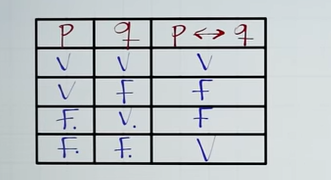 p q p ↔ q
V V V
V F F
F. V. F
F. F. V